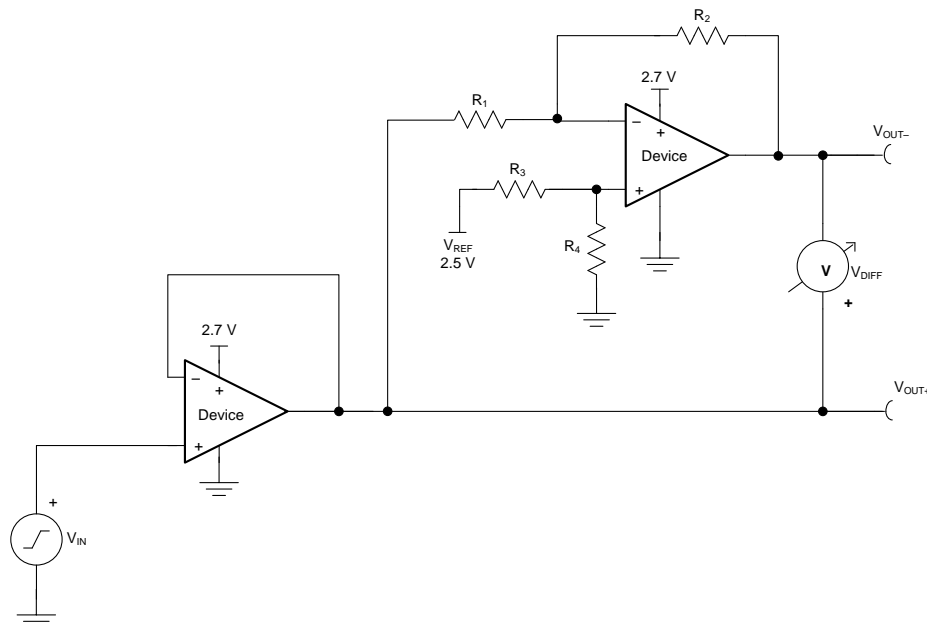 R2
2.7 V
R1
−
+
Device
VOUT–
R3
+
VREF
2.5 V
R4
V
VDIFF
+
2.7 V
−
+
Device
VOUT+
+
+
VIN